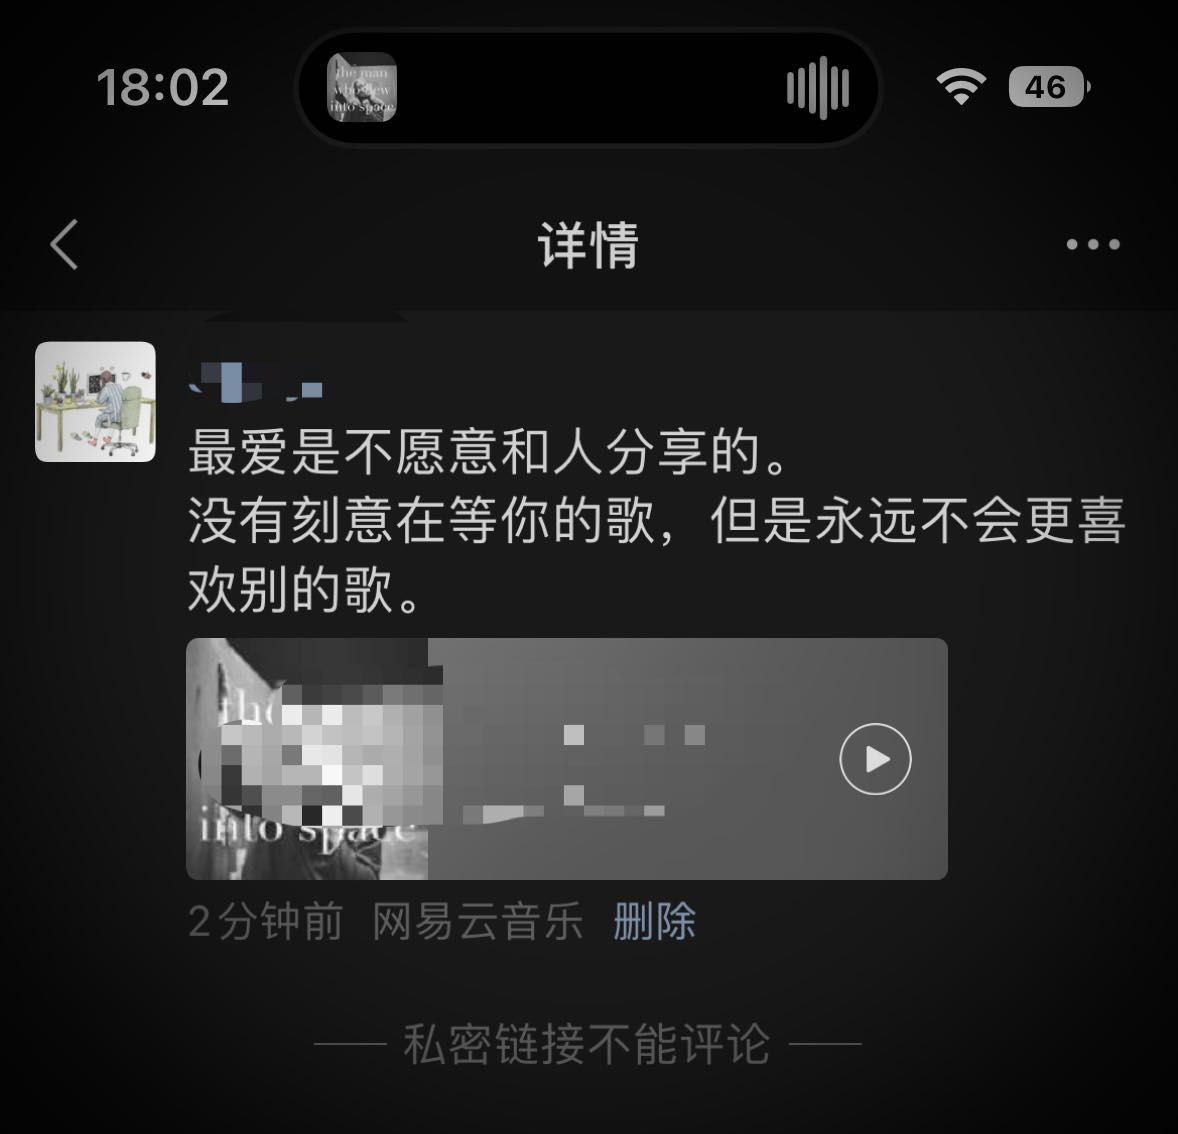 18:02
the man
who flew
into space
46
详情
最爱是不愿意和人分享的。
没有刻意在等你的歌，但是永远不会更喜
欢别的歌。
the
into space
2分钟前 网易云音乐 删除
私密链接不能评论